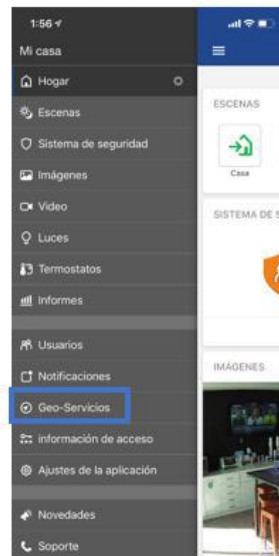 1:56
Mi casa
Hogar
Escenas
Sistema de seguridad
Imágenes
Video
Luces
Termostatos
Informes
Usuarios
Notificaciones
Geo-Servicios
información de acceso
Ajustes de la aplicación
Novedades
Soporte
ESCENAS
Casa
SISTEMA DE S
IMÁGENES